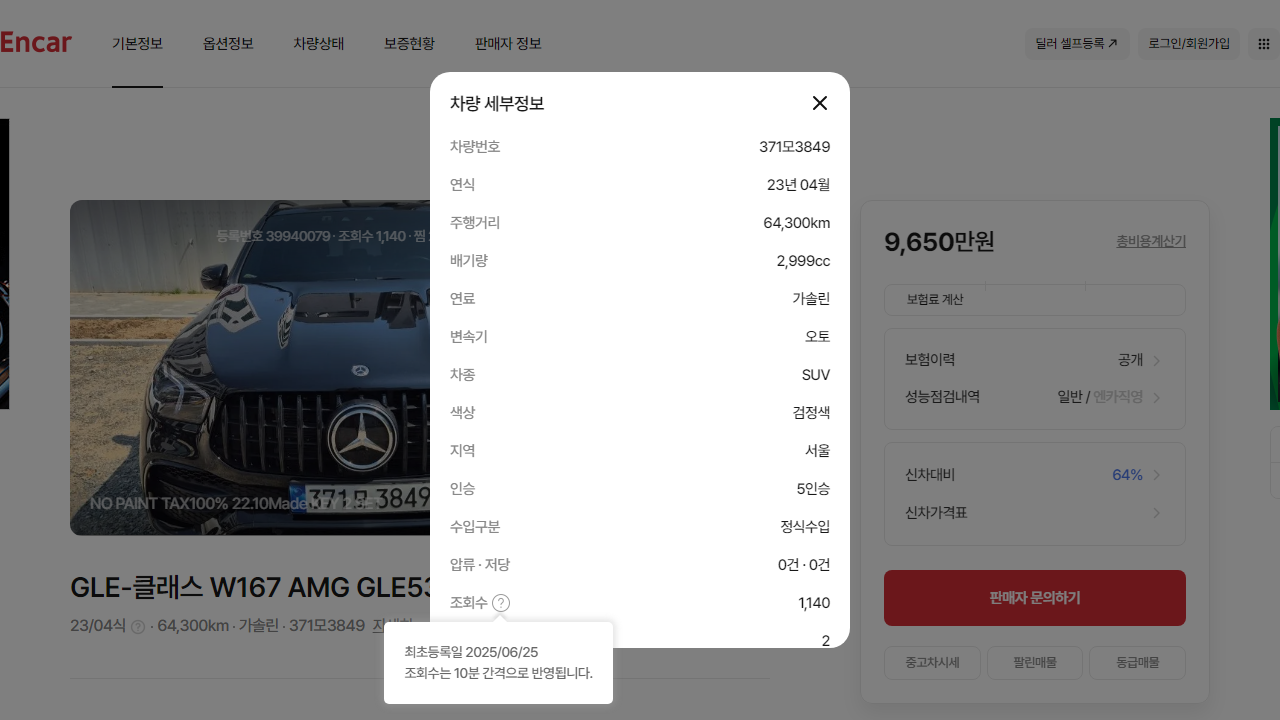 Encar
기본정보
옵션정보
차량상태
보증현황
판매자 정보
딜러 셀프등록
로그인/회원가입
차량 세부정보
차량번호 371모3849
연식 23년 04월
주행거리 64,300km
배기량 2,999cc
연료 가솔린
변속기 오토
차종 SUV
색상 검정색
지역 서울
인승 5인승
수입구분 정식수입
압류 · 저당 0건 · 0건
조회수 ? 1,140
2
최초등록일 2025/06/25
조회수는 10분 간격으로 반영됩니다.
등록번호 39940079 · 조회수 1,140 · 찜
NO PAINT TAX100% 22.10Made KEY 2
371모 3849
GLE-클래스 W167 AMG GLE53
23/04식 ? · 64,300km · 가솔린 · 371모3849
9,650만원
총비용계산기
보험료 계산
보험이력 공개
성능점검내역 일반 / 엔카직영
신차대비 64%
신차가격표
판매자 문의하기
중고차시세
팔린매물
동급매물